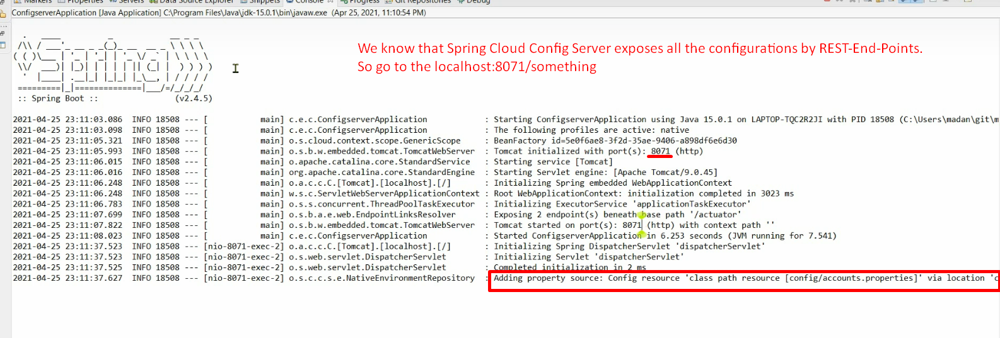 Markers Properties Servers Data Source Explorer Snippets Console Progress Git Repositories Debug
ConfigserverApplication [Java Application] C:\Program Files\Java\jdk-15.0.1\bin\javaw.exe (Apr 25, 2021, 11:10:54 PM)
We know that Spring Cloud Config Server exposes all the configurations by REST-End-Points.
So go to the localhost:8071/something
:: Spring Boot :: (v2.4.5)
2021-04-25 23:11:03.086 INFO 18508 --- [ main] c.e.c.ConfigserverApplication : Starting ConfigserverApplication using Java 15.0.1 on LAPTOP-TQC2R2JI with PID 18508 (C:\Users\madan\git\m
2021-04-25 23:11:03.098 INFO 18508 --- [ main] c.e.c.ConfigserverApplication : The following profiles are active: native
2021-04-25 23:11:05.321 INFO 18508 --- [ main] o.s.cloud.context.scope.GenericScope : BeanFactory id=5e0f6ae8-3f2d-35ae-9406-a898df6e6d30
2021-04-25 23:11:05.993 INFO 18508 --- [ main] o.s.b.w.embedded.tomcat.TomcatWebServer : Tomcat initialized with port(s): 8071 (http)
2021-04-25 23:11:06.015 INFO 18508 --- [ main] o.apache.catalina.core.StandardService : Starting service [Tomcat]
2021-04-25 23:11:06.016 INFO 18508 --- [ main] org.apache.catalina.core.StandardEngine : Starting Servlet engine: [Apache Tomcat/9.0.45]
2021-04-25 23:11:06.248 INFO 18508 --- [ main] o.a.c.c.C.[Tomcat].[localhost].[/] : Initializing Spring embedded WebApplicationContext
2021-04-25 23:11:06.248 INFO 18508 --- [ main] w.s.c.ServletWebServerApplicationContext : Root WebApplicationContext: initialization completed in 3023 ms
2021-04-25 23:11:06.783 INFO 18508 --- [ main] o.s.s.concurrent.ThreadPoolTaskExecutor : Initializing ExecutorService 'applicationTaskExecutor'
2021-04-25 23:11:07.699 INFO 18508 --- [ main] o.s.b.a.e.web.EndpointLinksResolver : Exposing 2 endpoint(s) beneath base path '/actuator'
2021-04-25 23:11:07.822 INFO 18508 --- [ main] o.s.b.w.embedded.tomcat.TomcatWebServer : Tomcat started on port(s): 8071 (http) with context path ''
2021-04-25 23:11:08.023 INFO 18508 --- [ main] c.e.c.ConfigserverApplication : Started ConfigserverApplication in 6.253 seconds (JVM running for 7.541)
2021-04-25 23:11:37.523 INFO 18508 --- [nio-8071-exec-2] o.a.c.c.C.[Tomcat].[localhost].[/] : Initializing Spring DispatcherServlet 'dispatcherServlet'
2021-04-25 23:11:37.523 INFO 18508 --- [nio-8071-exec-2] o.s.web.servlet.DispatcherServlet : Initializing Servlet 'dispatcherServlet'
2021-04-25 23:11:37.525 INFO 18508 --- [nio-8071-exec-2] o.s.web.servlet.DispatcherServlet : Completed initialization in 2 ms
2021-04-25 23:11:37.627 INFO 18508 --- [nio-8071-exec-2] o.s.c.c.s.e.NativeEnvironmentRepository : Adding property source: Config resource 'class path resource [config/accounts.properties]' via location 'c